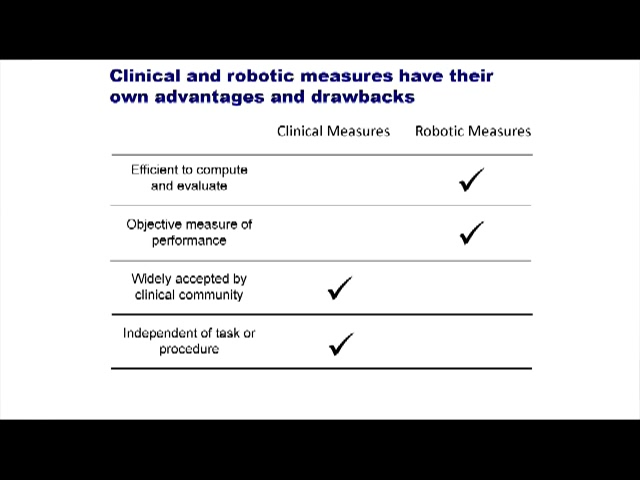 Clinical and robotic measures have their
own advantages and drawbacks
Clinical Measures Robotic Measures
Efficient to compute
and evaluate
Objective measure of
performance
Widely accepted by
clinical community
Independent of task or
procedure